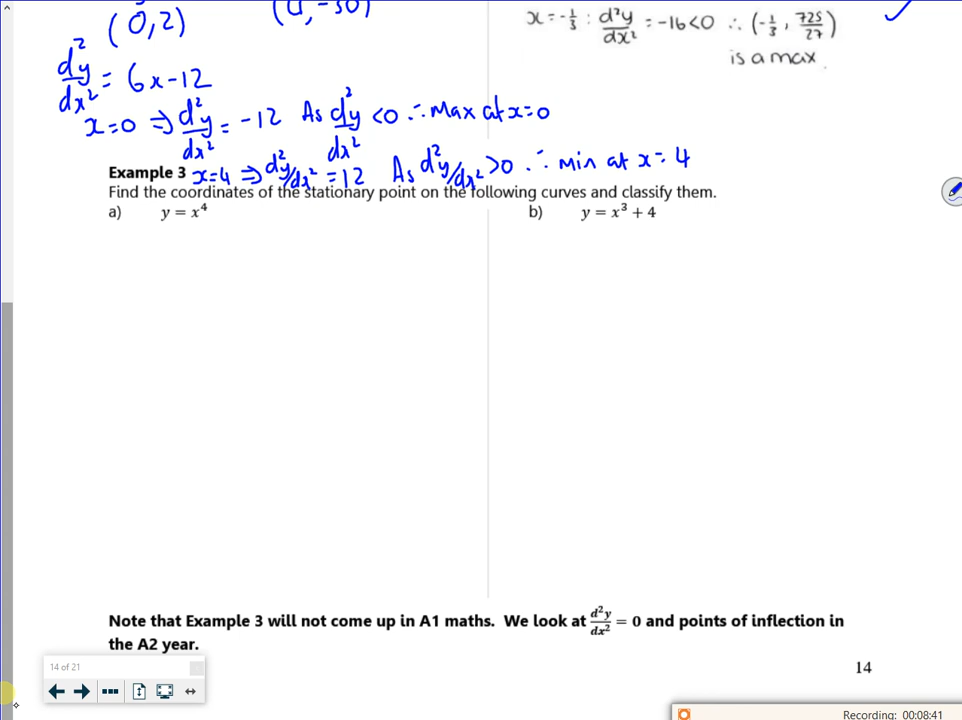 (0,2)
d²y/dx² = 6x-12
x=0 ⇒ d²y/dx² = -12 As d²y/dx² <0 ∴ Max at x=0
x=-⅓ : d²y/dx² = -16<0 ∴ (-⅓, 725/27)
is a max
Example 3 x=4 ⇒ d²y/dx² = 12 As d²y/dx² >0 ∴ min at x=4
Find the coordinates of the stationary point on the following curves and classify them.
a) y = x⁴ b) y = x³ + 4
Note that Example 3 will not come up in A1 maths. We look at d²y/dx² = 0 and points of inflection in
the A2 year.
14
14 of 21
Recording: 00:08:41